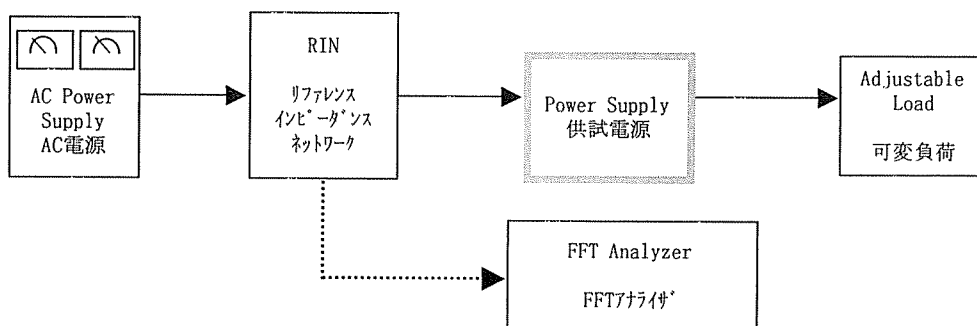 AC Power
Supply
AC電源
RIN
ﾘﾌｧﾚﾝｽ
ｲﾝﾋﾟｰﾀﾞﾝｽ
ﾈｯﾄﾜｰｸ
Power Supply
供試電源
Adjustable
Load
可変負荷
FFT Analyzer
FFTｱﾅﾗｲｻﾞ